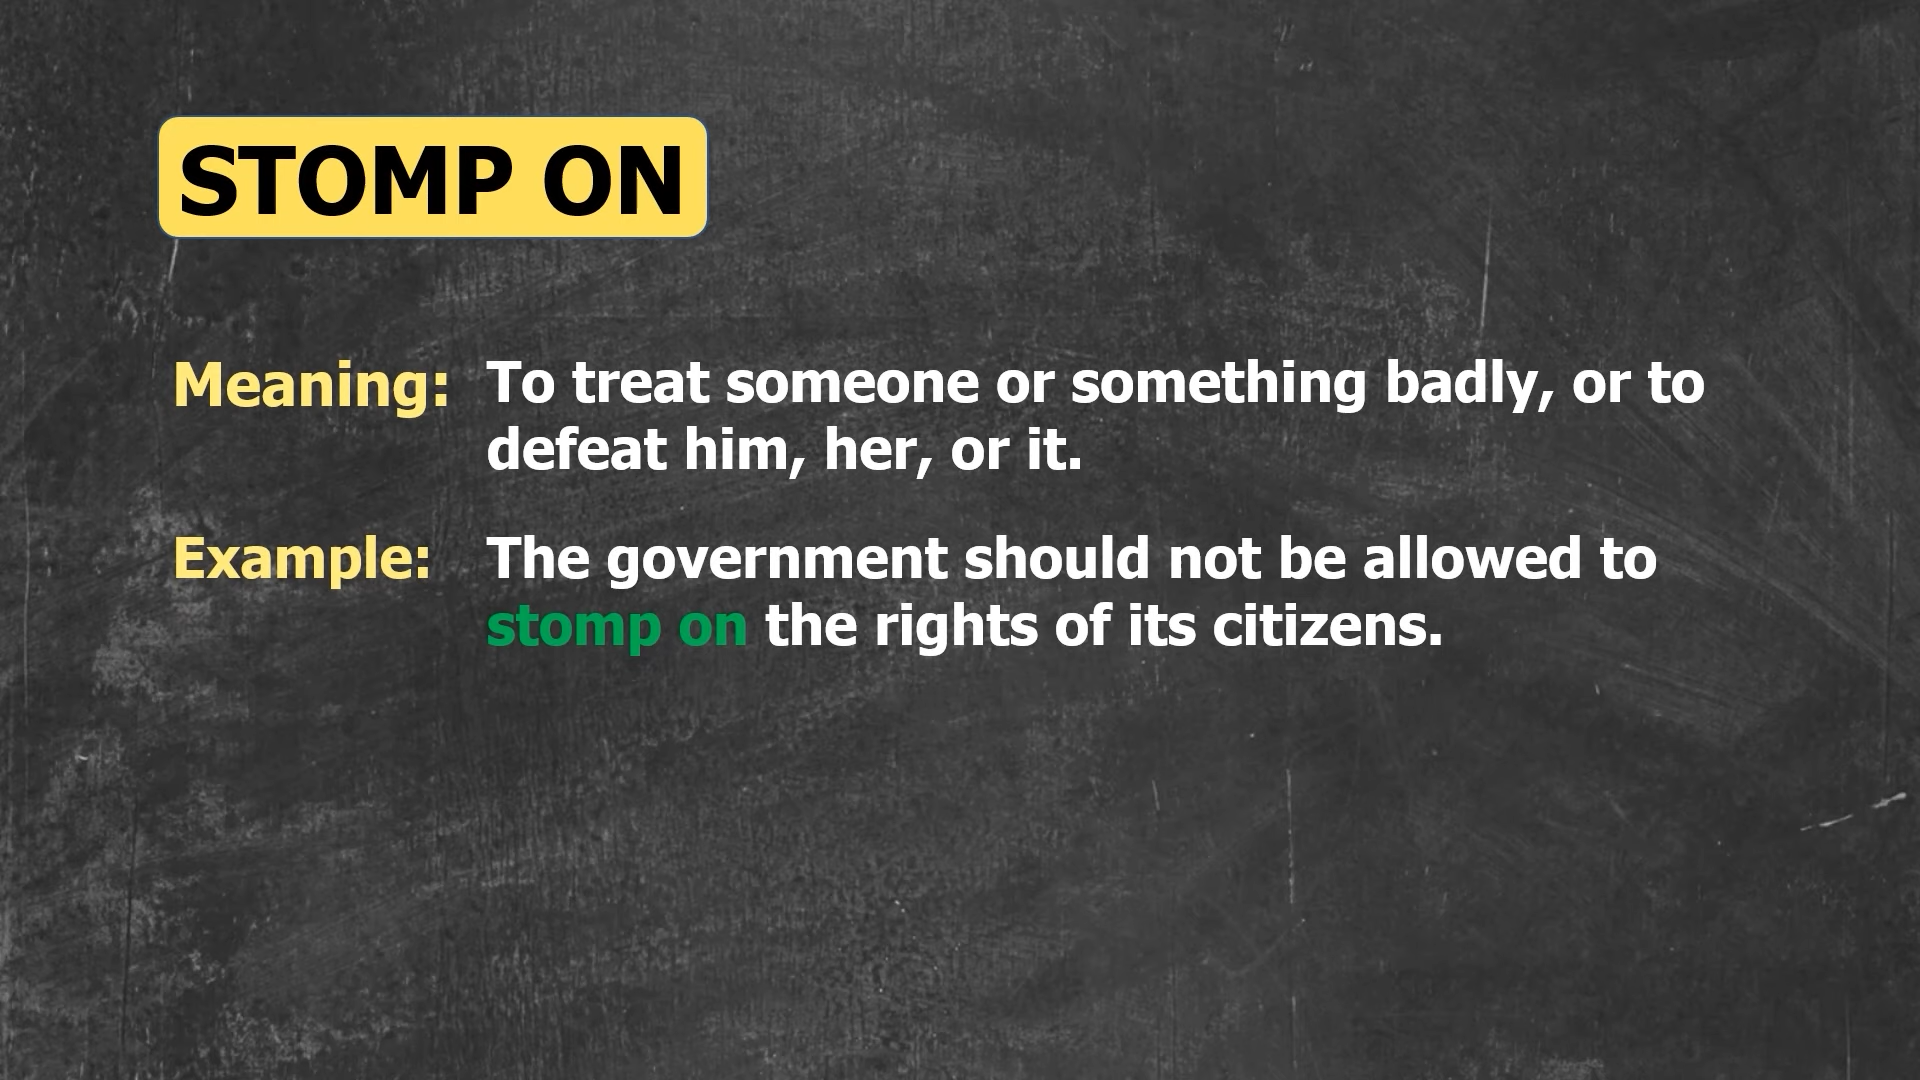 STOMP ON
Meaning: To treat someone or something badly, or to
defeat him, her, or it.
Example: The government should not be allowed to
stomp on the rights of its citizens.